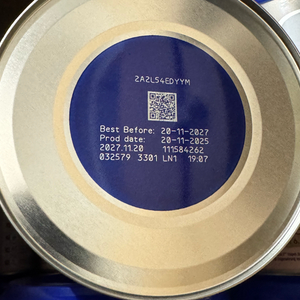 2A2L54EDYYM
Best Before: 20-11-2027
Prod date: 20-11-2025
2027.11.20 111584262
032579 3301 LN1 19:07